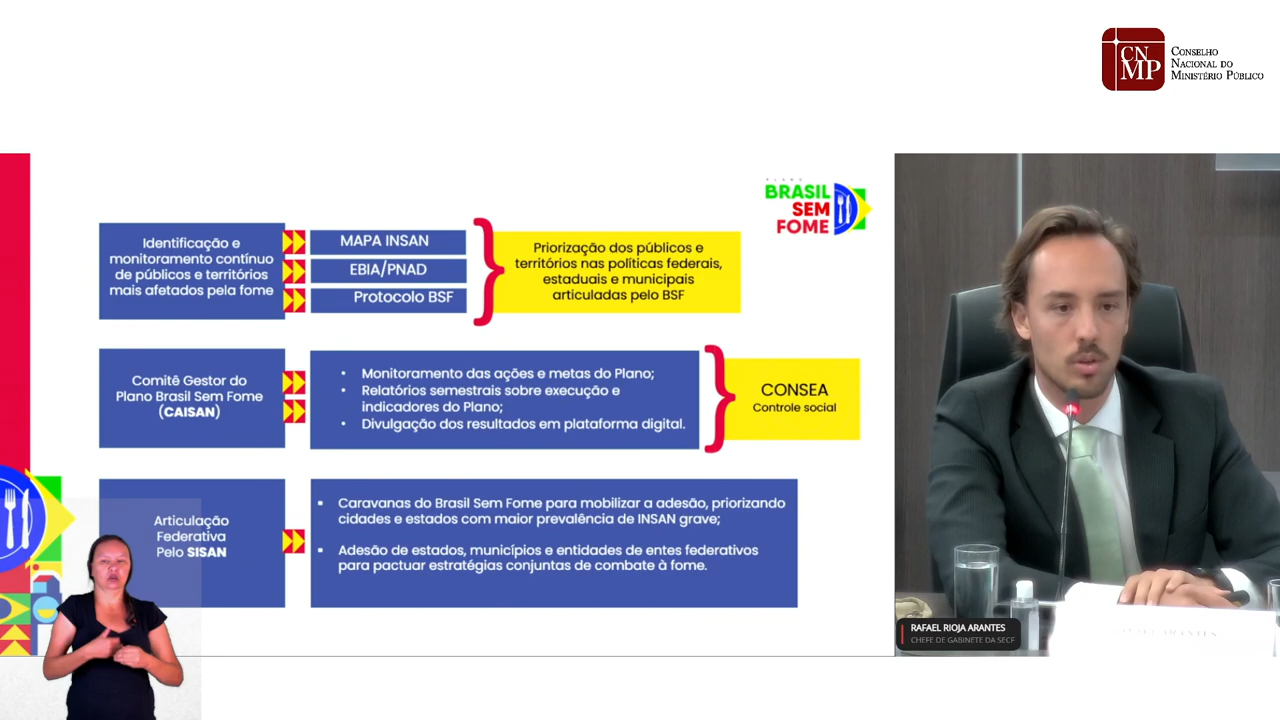 CN
MP
CONSELHO
NACIONAL DO
MINISTÉRIO PÚBLICO
PLANO
BRASIL
SEM
FOME
Identificação e
monitoramento contínuo
de públicos e territórios
mais afetados pela fome
MAPA INSAN
EBIA/PNAD
Protocolo BSF
Priorização dos públicos e
territórios nas políticas federais,
estaduais e municipais
articuladas pelo BSF
Comitê Gestor do
Plano Brasil Sem Fome
(CAISAN)
• Monitoramento das ações e metas do Plano;
• Relatórios semestrais sobre execução e
indicadores do Plano;
• Divulgação dos resultados em plataforma digital.
CONSEA
Controle social
Articulação
Federativa
Pelo SISAN
▪ Caravanas do Brasil Sem Fome para mobilizar a adesão, priorizando
cidades e estados com maior prevalência de INSAN grave;
▪ Adesão de estados, municípios e entidades de entes federativos
para pactuar estratégias conjuntas de combate à fome.
RAFAEL RIOJA ARANTES
CHEFE DE GABINETE DA SECF